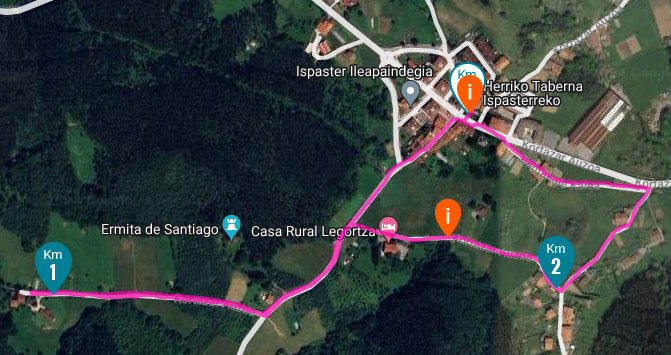 Ispaster Ileapaindegia
Km
i
Herriko Taberna
Ispasterreko
Kortazar Auzoa
Kortazar Auzoa
Ermita de Santiago
Casa Rural Legortza
i
Km
1
Km
2